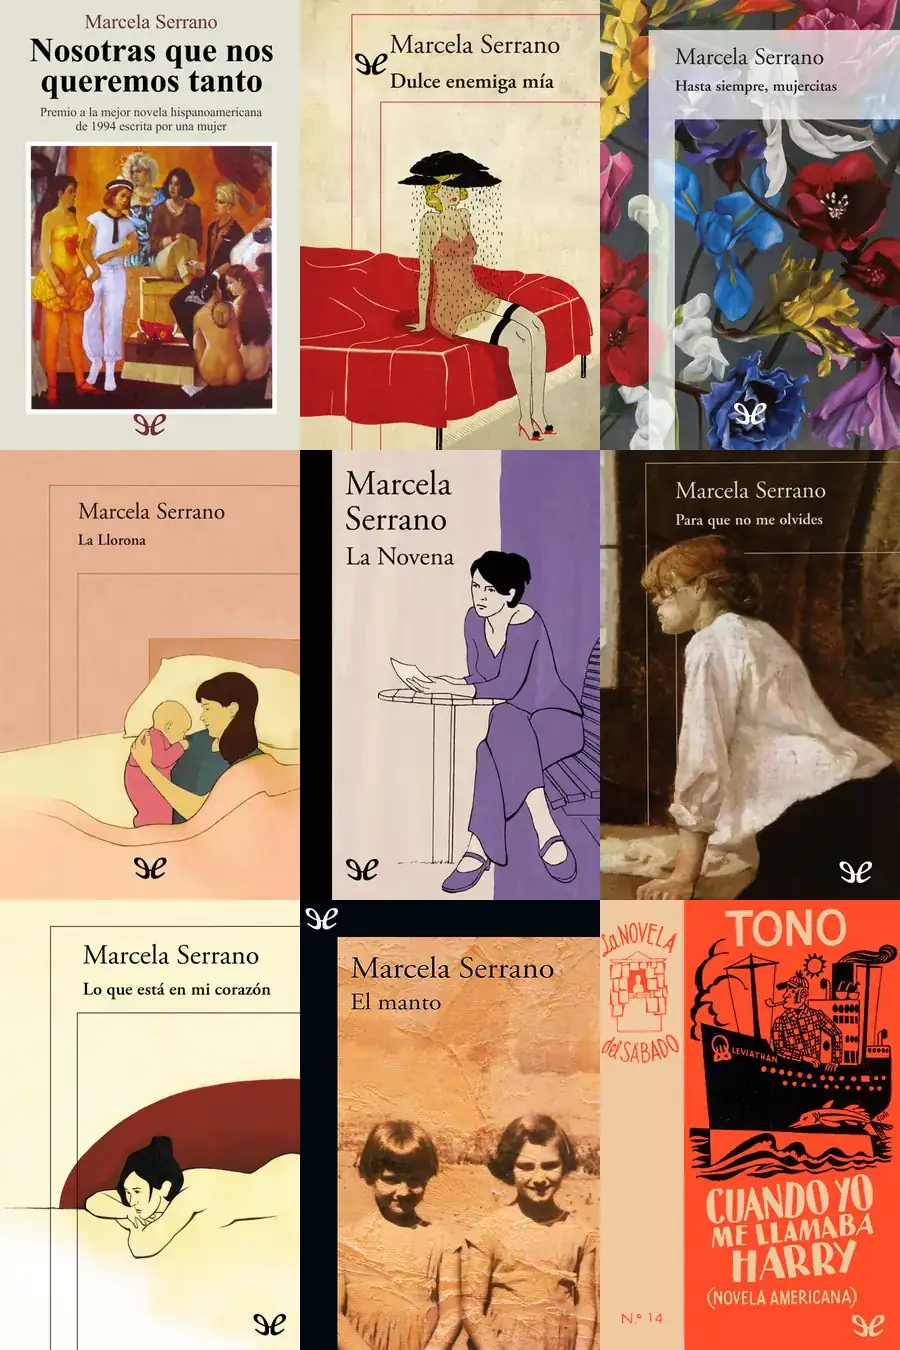 Marcela Serrano
Nosotras que nos
queremos tanto
Premio a la mejor novela hispanoamericana
de 1994 escrita por una mujer
Marcela Serrano
Dulce enemiga mía
Marcela Serrano
Hasta siempre, mujercitas
Marcela Serrano
La Llorona
Marcela
Serrano
La Novena
Marcela Serrano
Para que no me olvides
Marcela Serrano
Lo que está en mi corazón
Marcela Serrano
El manto
La NOVELA
del SÁBADO
N.º 14
TONO
LEVIATHAN
CUANDO YO
ME LLAMABA
HARRY
(NOVELA AMERICANA)